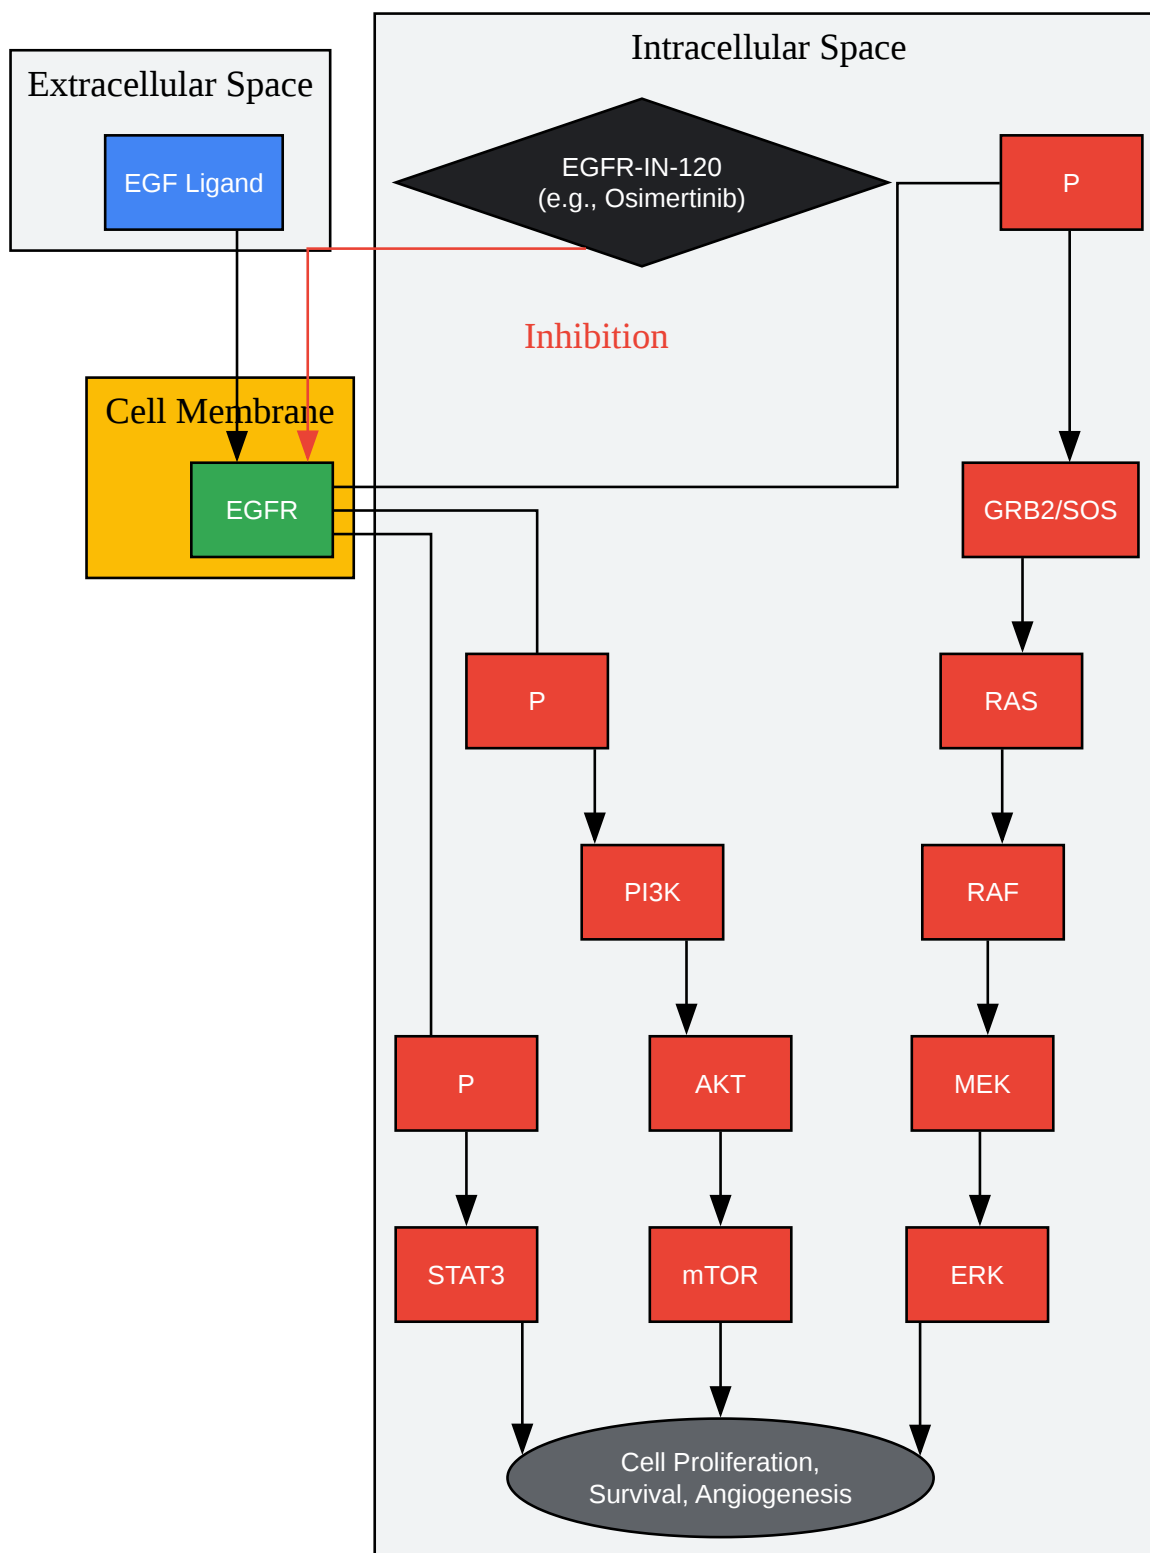 Intracellular Space
Extracellular Space
EGF Ligand
EGFR-IN-120
(e.g., Osimertinib)
P
Inhibition
Cell Membrane
EGFR
GRB2/SOS
P
RAS
PI3K
RAF
P
AKT
MEK
STAT3
mTOR
ERK
Cell Proliferation,
Survival, Angiogenesis